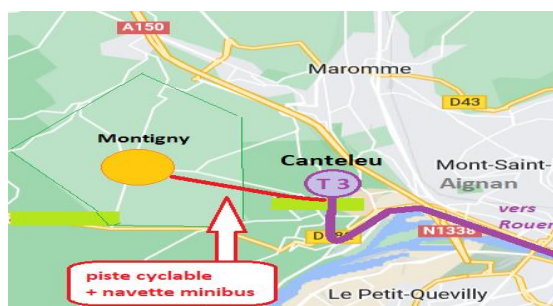 A150
Maromme
D43
Montigny
Canteleu
T 3
Mont-Saint-
Aignan
vers
Rouen
N1338
piste cyclable
+ navette minibus
Le Petit-Quevilly